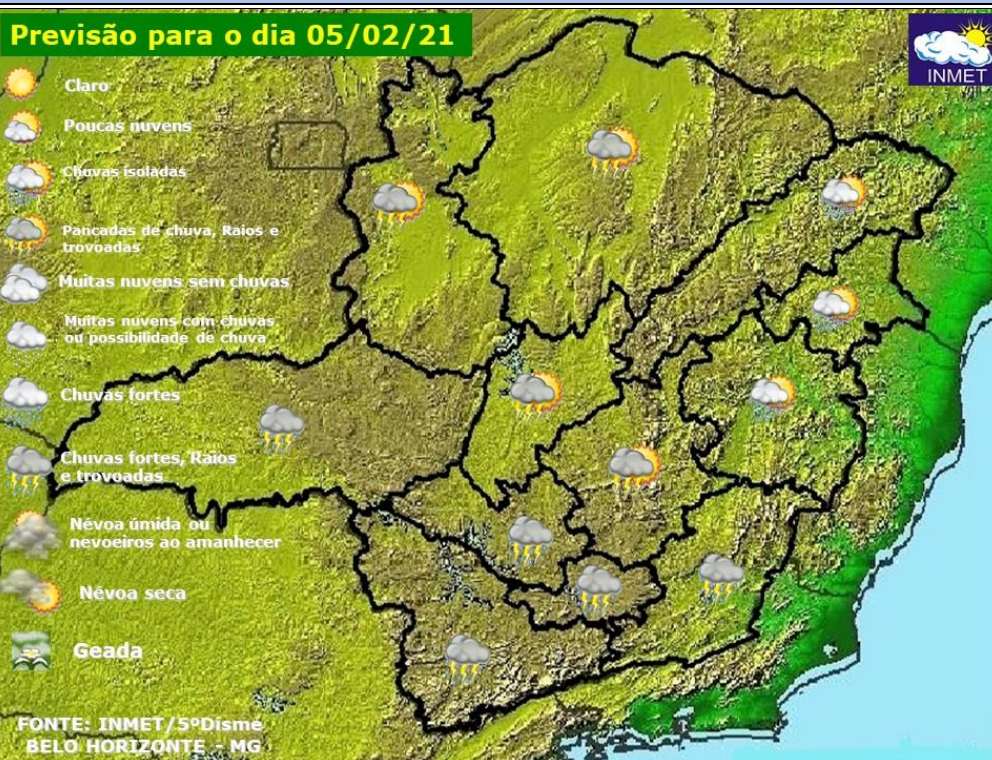 Previsão para o dia 05/02/21
INMET
Claro
Poucas nuvens
Chuvas isoladas
Pancadas de chuva, Raios e
trovoadas
Muitas nuvens sem chuvas
Muitas nuvens com chuvas
ou possibilidade de chuva
Chuvas fortes
Chuvas fortes, Raios
e trovoadas
Névoa úmida ou
nevoeiros ao amanhecer
Névoa seca
Geada
FONTE: INMET/5ºDisme
BELO HORIZONTE - MG